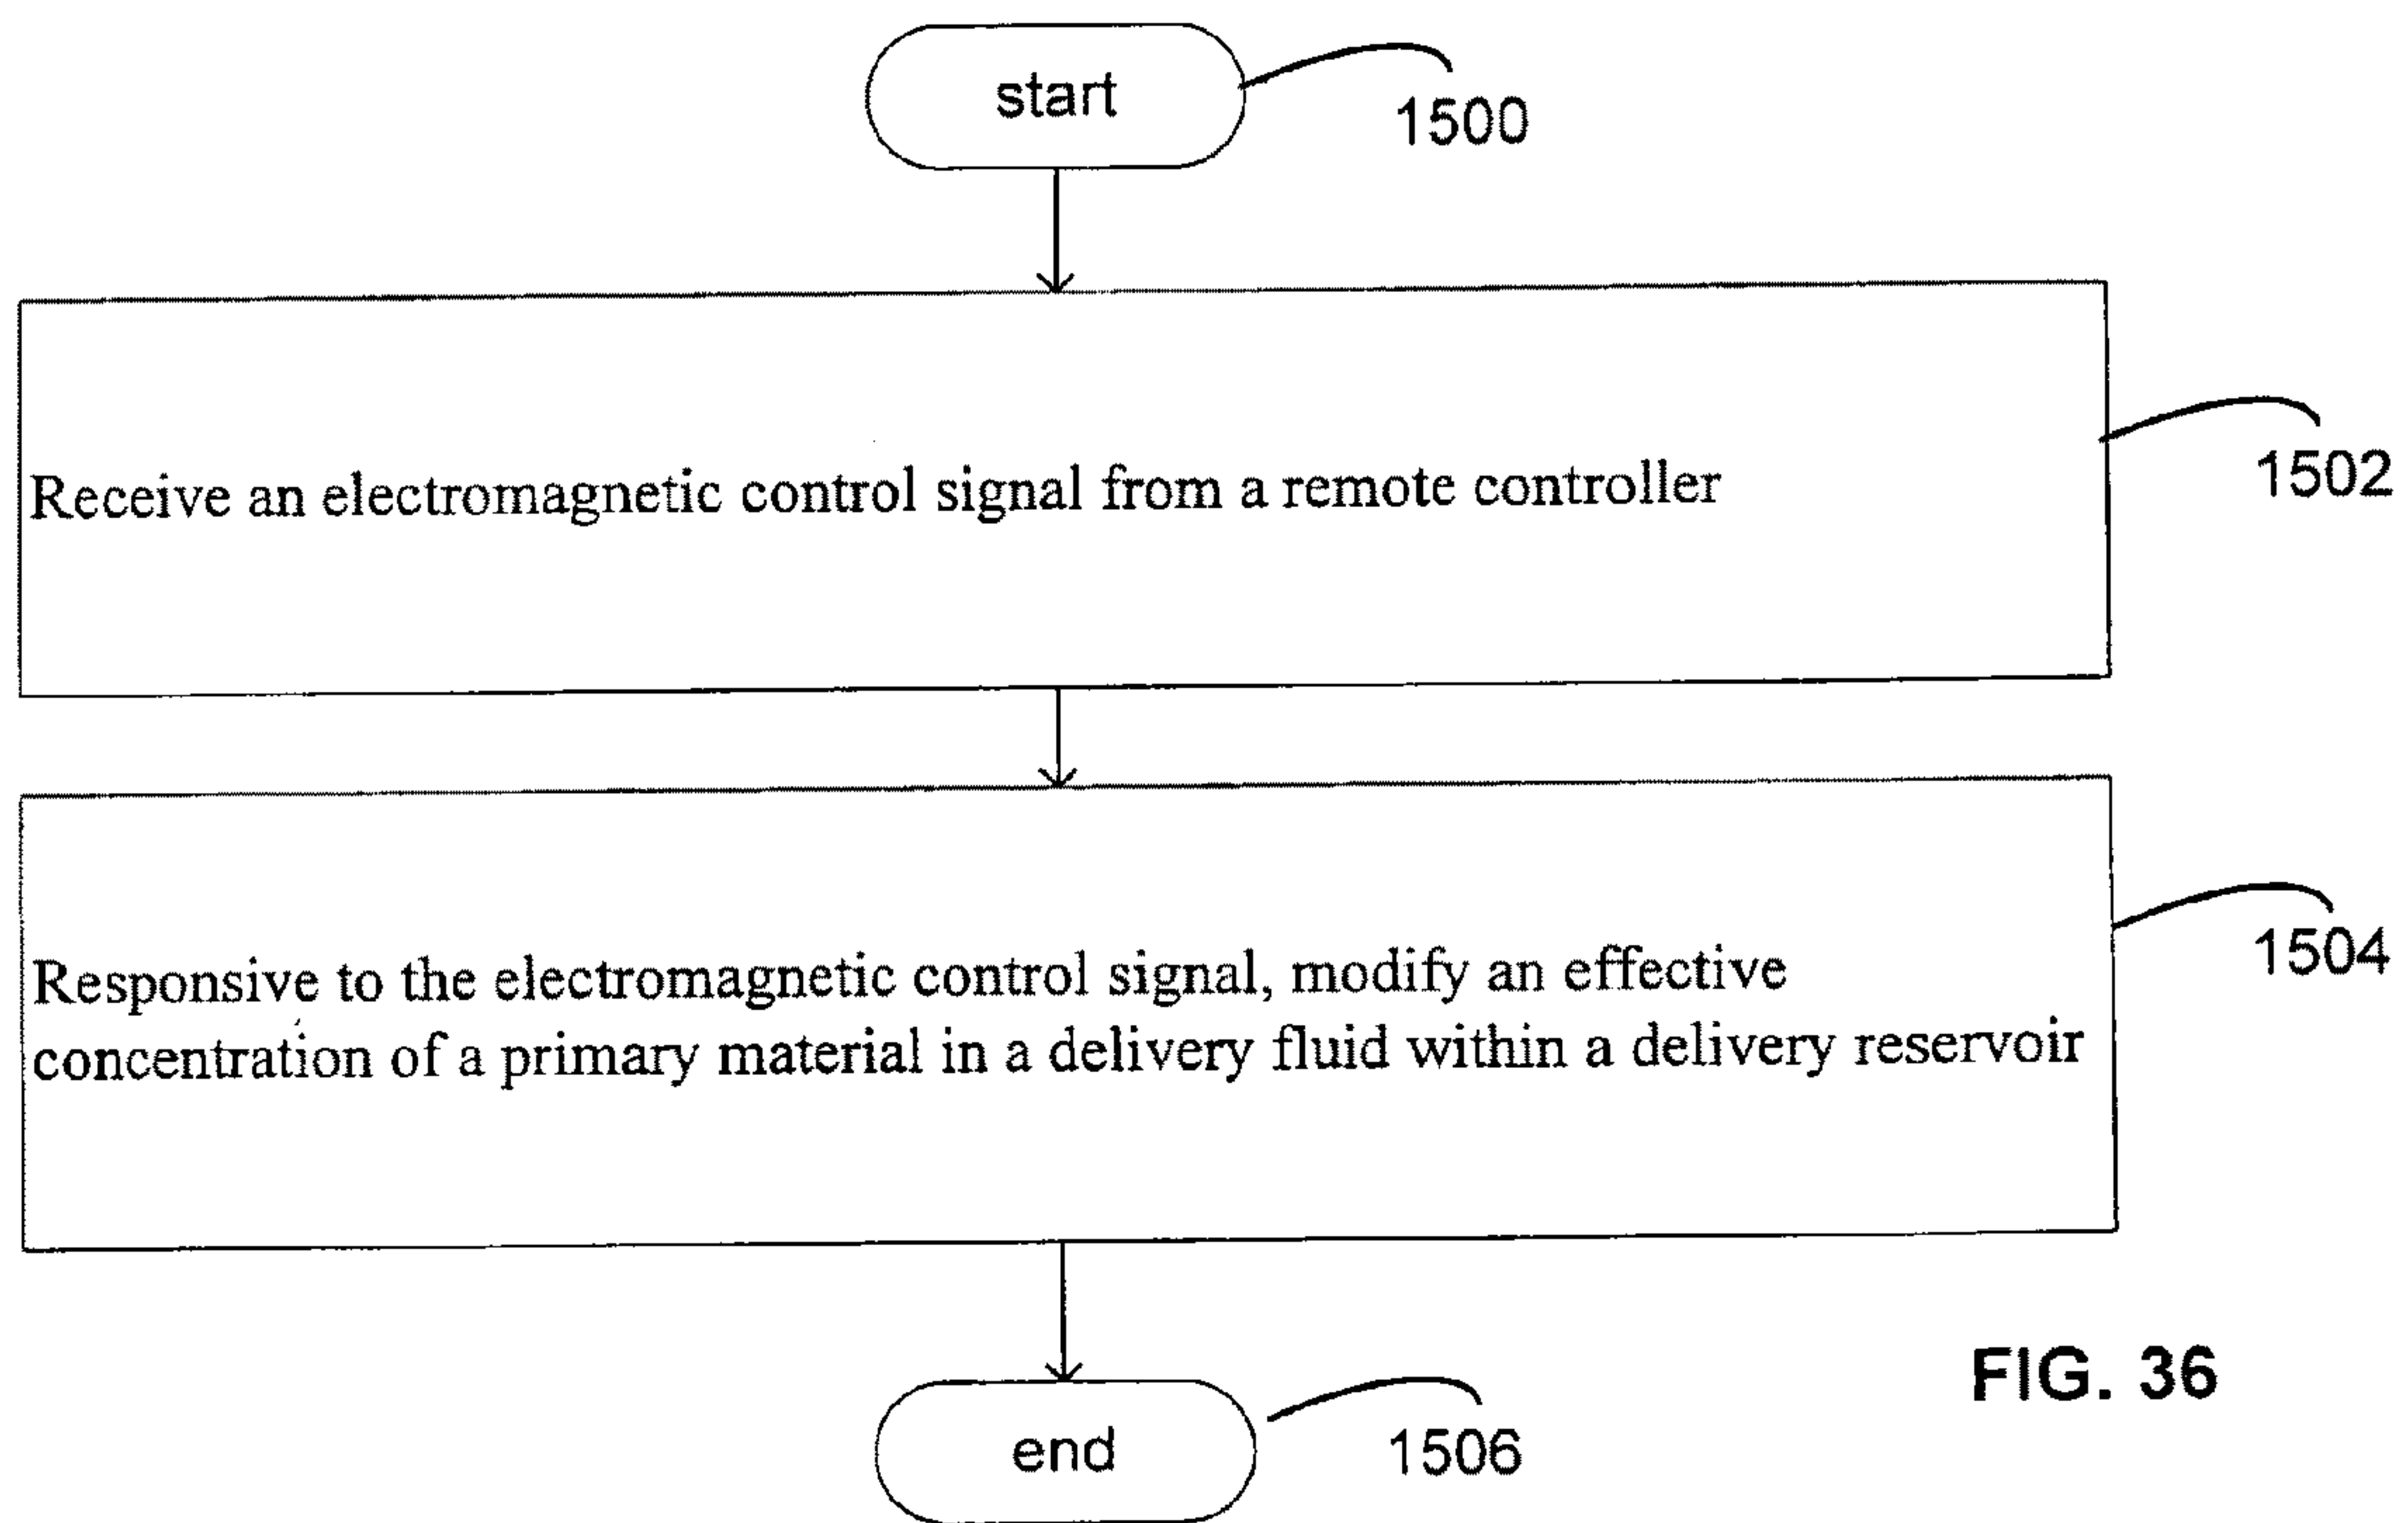 start
1500
Receive an electromagnetic control signal from a remote controller
1502
Responsive to the electromagnetic control signal, modify an effective
concentration of a primary material in a delivery fluid within a delivery reservoir
1504
end
1506
FIG. 36